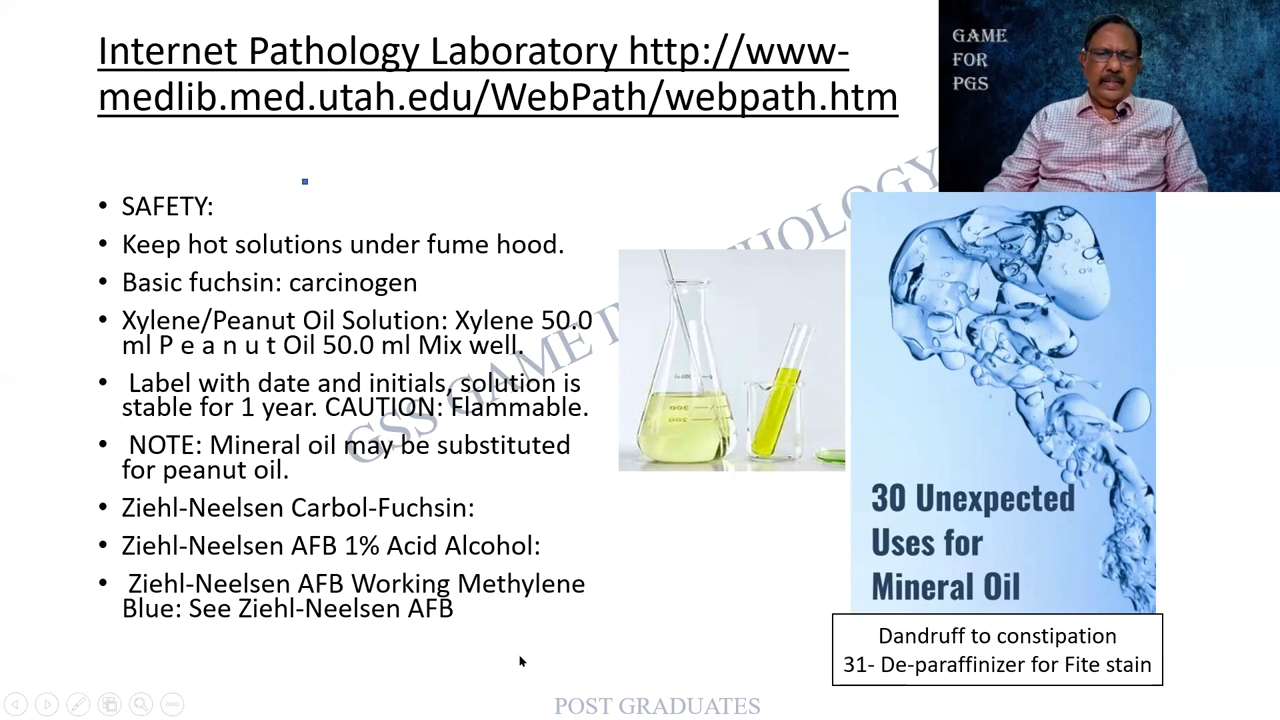 Internet Pathology Laboratory http://www-
medlib.med.utah.edu/WebPath/webpath.htm
GAME
FOR
PGS
• SAFETY:
• Keep hot solutions under fume hood.
• Basic fuchsin: carcinogen
• Xylene/Peanut Oil Solution: Xylene 50.0
ml P e a n u t Oil 50.0 ml Mix well.
• Label with date and initials, solution is
stable for 1 year. CAUTION: Flammable.
• NOTE: Mineral oil may be substituted
for peanut oil.
• Ziehl-Neelsen Carbol-Fuchsin:
• Ziehl-Neelsen AFB 1% Acid Alcohol:
• Ziehl-Neelsen AFB Working Methylene
Blue: See Ziehl-Neelsen AFB
30 Unexpected
Uses for
Mineral Oil
Dandruff to constipation
31- De-paraffinizer for Fite stain
GSS GAME
POST GRADUATES